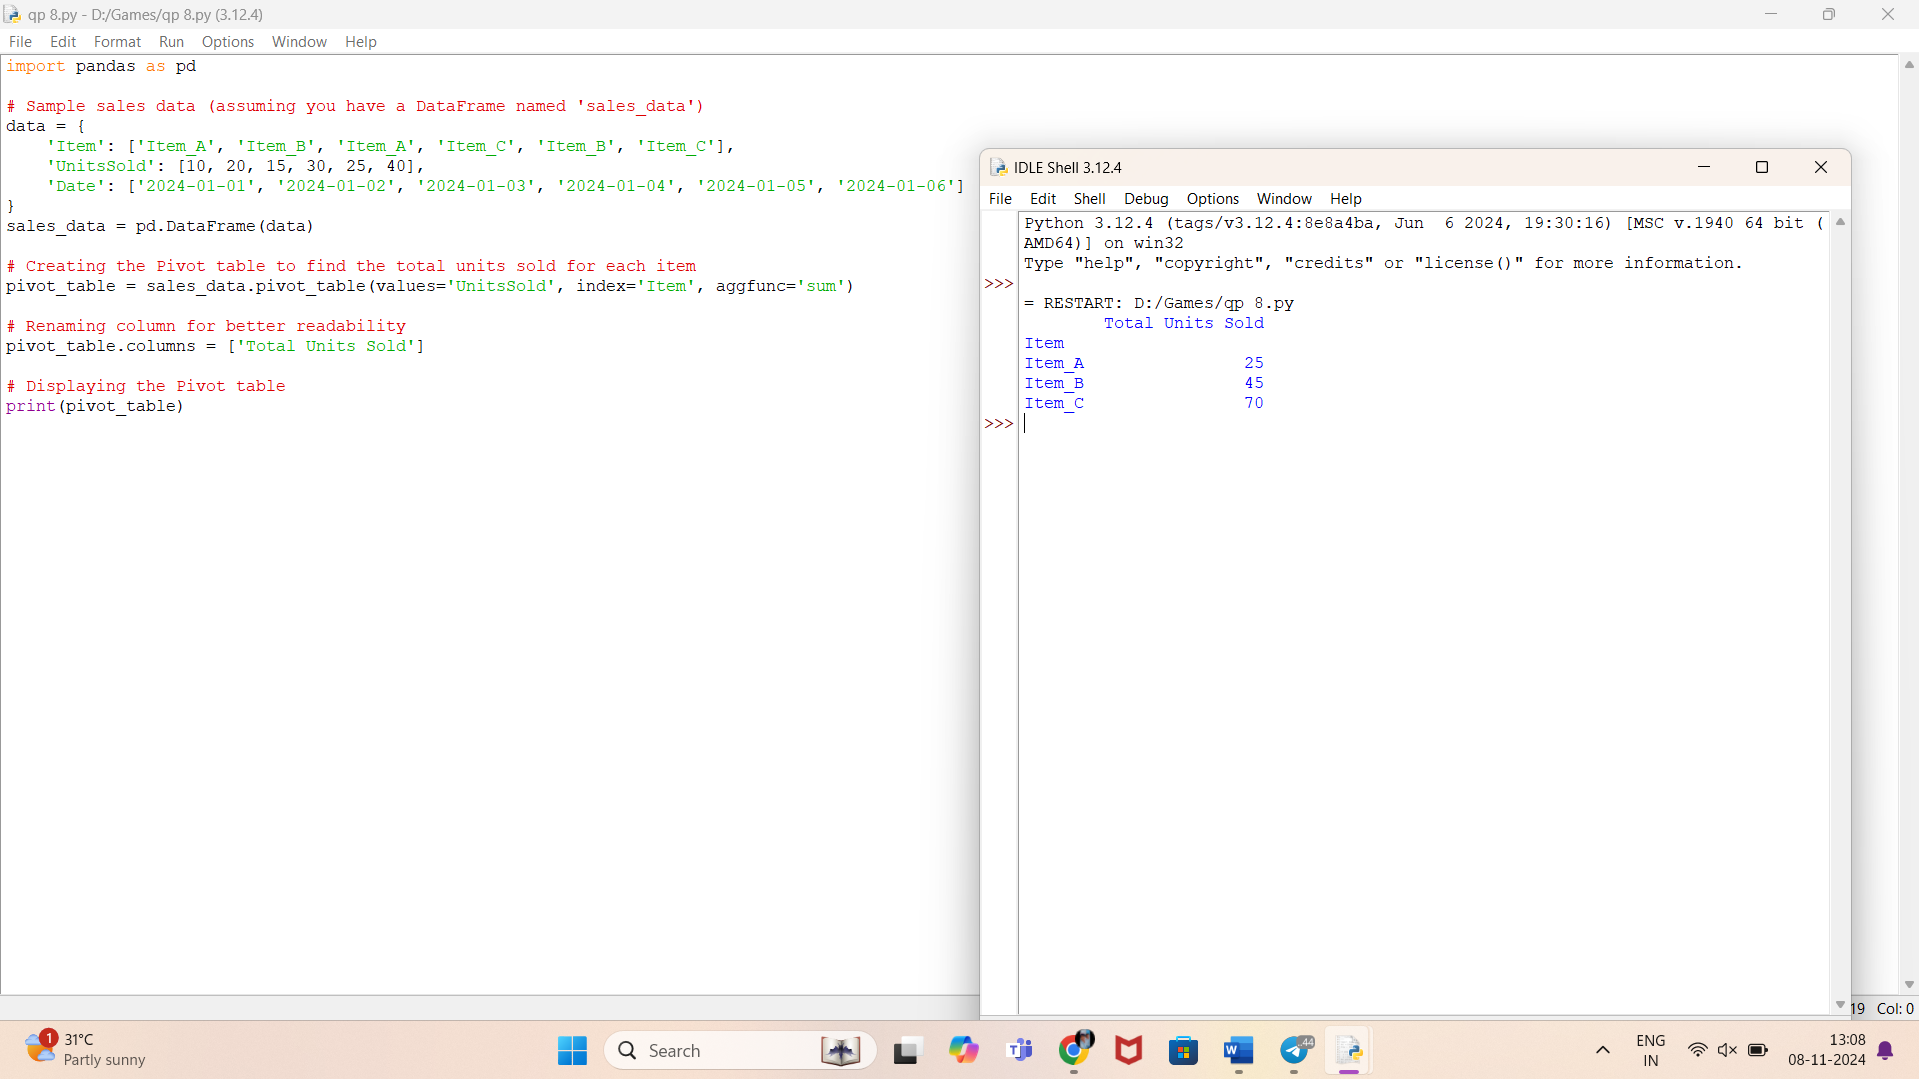 qp 8.py - D:/Games/qp 8.py (3.12.4)
File Edit Format Run Options Window Help
import pandas as pd
# Sample sales data (assuming you have a DataFrame named 'sales_data')
data = {
    'Item': ['Item_A', 'Item_B', 'Item_A', 'Item_C', 'Item_B', 'Item_C'],
    'UnitsSold': [10, 20, 15, 30, 25, 40],
    'Date': ['2024-01-01', '2024-01-02', '2024-01-03', '2024-01-04', '2024-01-05', '2024-01-06']
}
sales_data = pd.DataFrame(data)
# Creating the Pivot table to find the total units sold for each item
pivot_table = sales_data.pivot_table(values='UnitsSold', index='Item', aggfunc='sum')
# Renaming column for better readability
pivot_table.columns = ['Total Units Sold']
# Displaying the Pivot table
print(pivot_table)
IDLE Shell 3.12.4
File Edit Shell Debug Options Window Help
Python 3.12.4 (tags/v3.12.4:8e8a4ba, Jun  6 2024, 19:30:16) [MSC v.1940 64 bit (
AMD64)] on win32
Type "help", "copyright", "credits" or "license()" for more information.
>>>
= RESTART: D:/Games/qp 8.py
        Total Units Sold
Item
Item_A                25
Item_B                45
Item_C                70
>>>
19 Col: 0
1
31°C
Partly sunny
Search
44
ENG
IN
13:08
08-11-2024